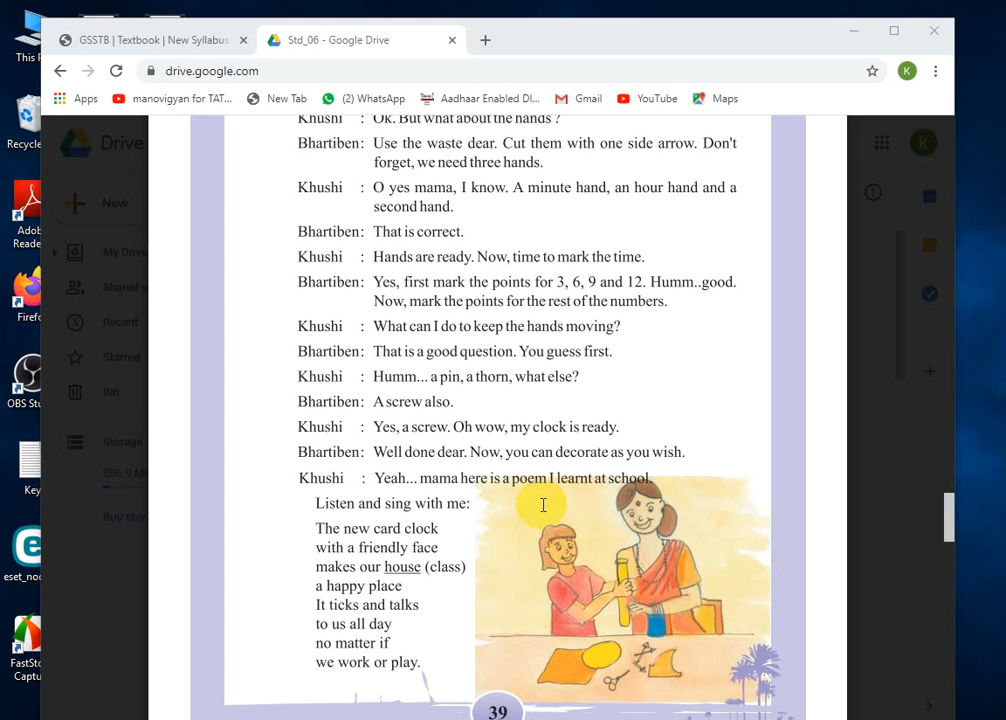 GSSTB | Textbook | New Syllabus
Std_06 - Google Drive
drive.google.com
K
Apps
manovigyan for TAT...
New Tab
(2) WhatsApp
Aadhaar Enabled DI...
Gmail
YouTube
Maps
This
Recycle
Adob
Reade
Firefo
OBS Stu
Key
eset_noc
FastSto
Captu
Drive
New
My Driv
Shared w
Recent
Starred
Bin
Storage
Buy stor
Khushi : Ok. But what about the hands ?
Bhartiben: Use the waste dear. Cut them with one side arrow. Don't
forget, we need three hands.
Khushi : O yes mama, I know. A minute hand, an hour hand and a
second hand.
Bhartiben: That is correct.
Khushi : Hands are ready. Now, time to mark the time.
Bhartiben: Yes, first mark the points for 3, 6, 9 and 12. Humm..good.
Now, mark the points for the rest of the numbers.
Khushi : What can I do to keep the hands moving?
Bhartiben: That is a good question. You guess first.
Khushi : Humm... a pin, a thorn, what else?
Bhartiben: A screw also.
Khushi : Yes, a screw. Oh wow, my clock is ready.
Bhartiben: Well done dear. Now, you can decorate as you wish.
Khushi : Yeah... mama here is a poem I learnt at school.
Listen and sing with me:
The new card clock
with a friendly face
makes our house (class)
a happy place
It ticks and talks
to us all day
no matter if
we work or play.
39